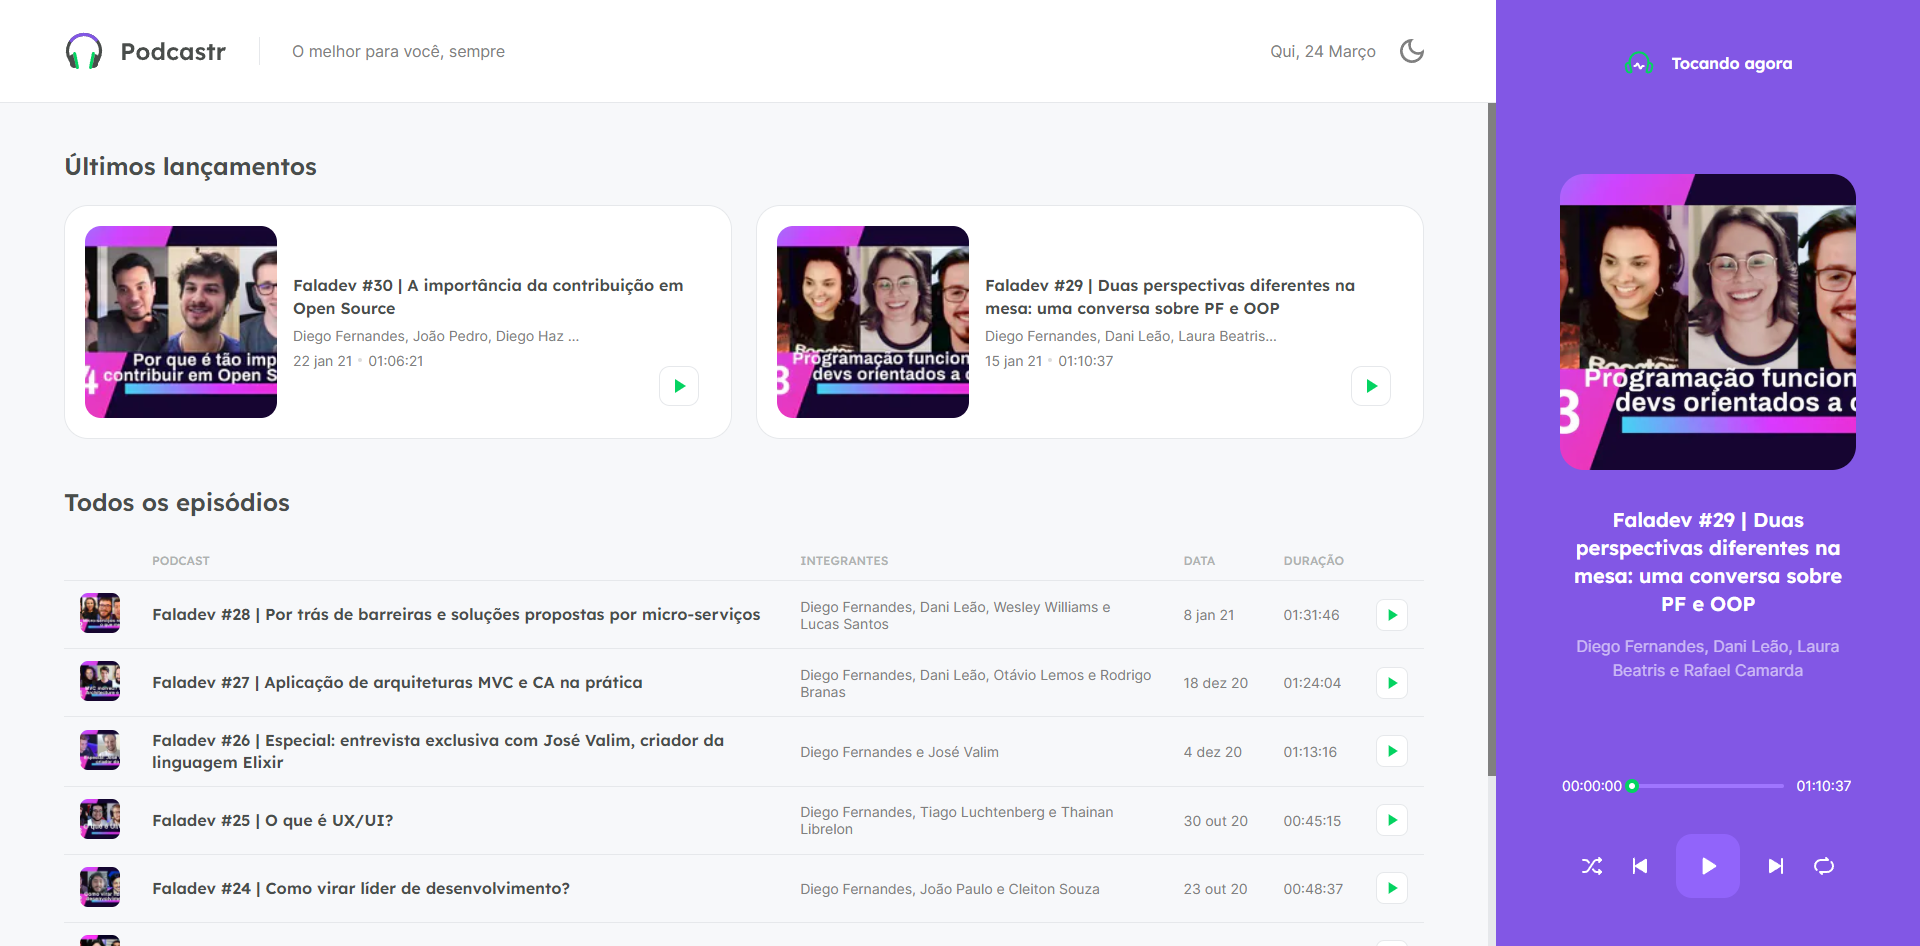 Podcastr
O melhor para você, sempre
Qui, 24 Março
Últimos lançamentos
Por que é tão imp
contribuir em Open S
4
Faladev #30 | A importância da contribuição em
Open Source
Diego Fernandes, João Pedro, Diego Haz ...
22 jan 21 • 01:06:21
Programação funcion
devs orientados a
3
Faladev #29 | Duas perspectivas diferentes na
mesa: uma conversa sobre PF e OOP
Diego Fernandes, Dani Leão, Laura Beatris...
15 jan 21 • 01:10:37
Todos os episódios
PODCAST INTEGRANTES DATA DURAÇÃO
Faladev #28 | Por trás de barreiras e soluções propostas por micro-serviços
Diego Fernandes, Dani Leão, Wesley Williams e
Lucas Santos
8 jan 21
01:31:46
Faladev #27 | Aplicação de arquiteturas MVC e CA na prática
Diego Fernandes, Dani Leão, Otávio Lemos e Rodrigo
Branas
18 dez 20
01:24:04
Faladev #26 | Especial: entrevista exclusiva com José Valim, criador da
linguagem Elixir
Diego Fernandes e José Valim
4 dez 20
01:13:16
Faladev #25 | O que é UX/UI?
Diego Fernandes, Tiago Luchtenberg e Thainan
Librelon
30 out 20
00:45:15
Faladev #24 | Como virar líder de desenvolvimento?
Diego Fernandes, João Paulo e Cleiton Souza
23 out 20
00:48:37
Tocando agora
Programação funcion
devs orientados a
3
Faladev #29 | Duas
perspectivas diferentes na
mesa: uma conversa sobre
PF e OOP
Diego Fernandes, Dani Leão, Laura
Beatris e Rafael Camarda
00:00:00
01:10:37